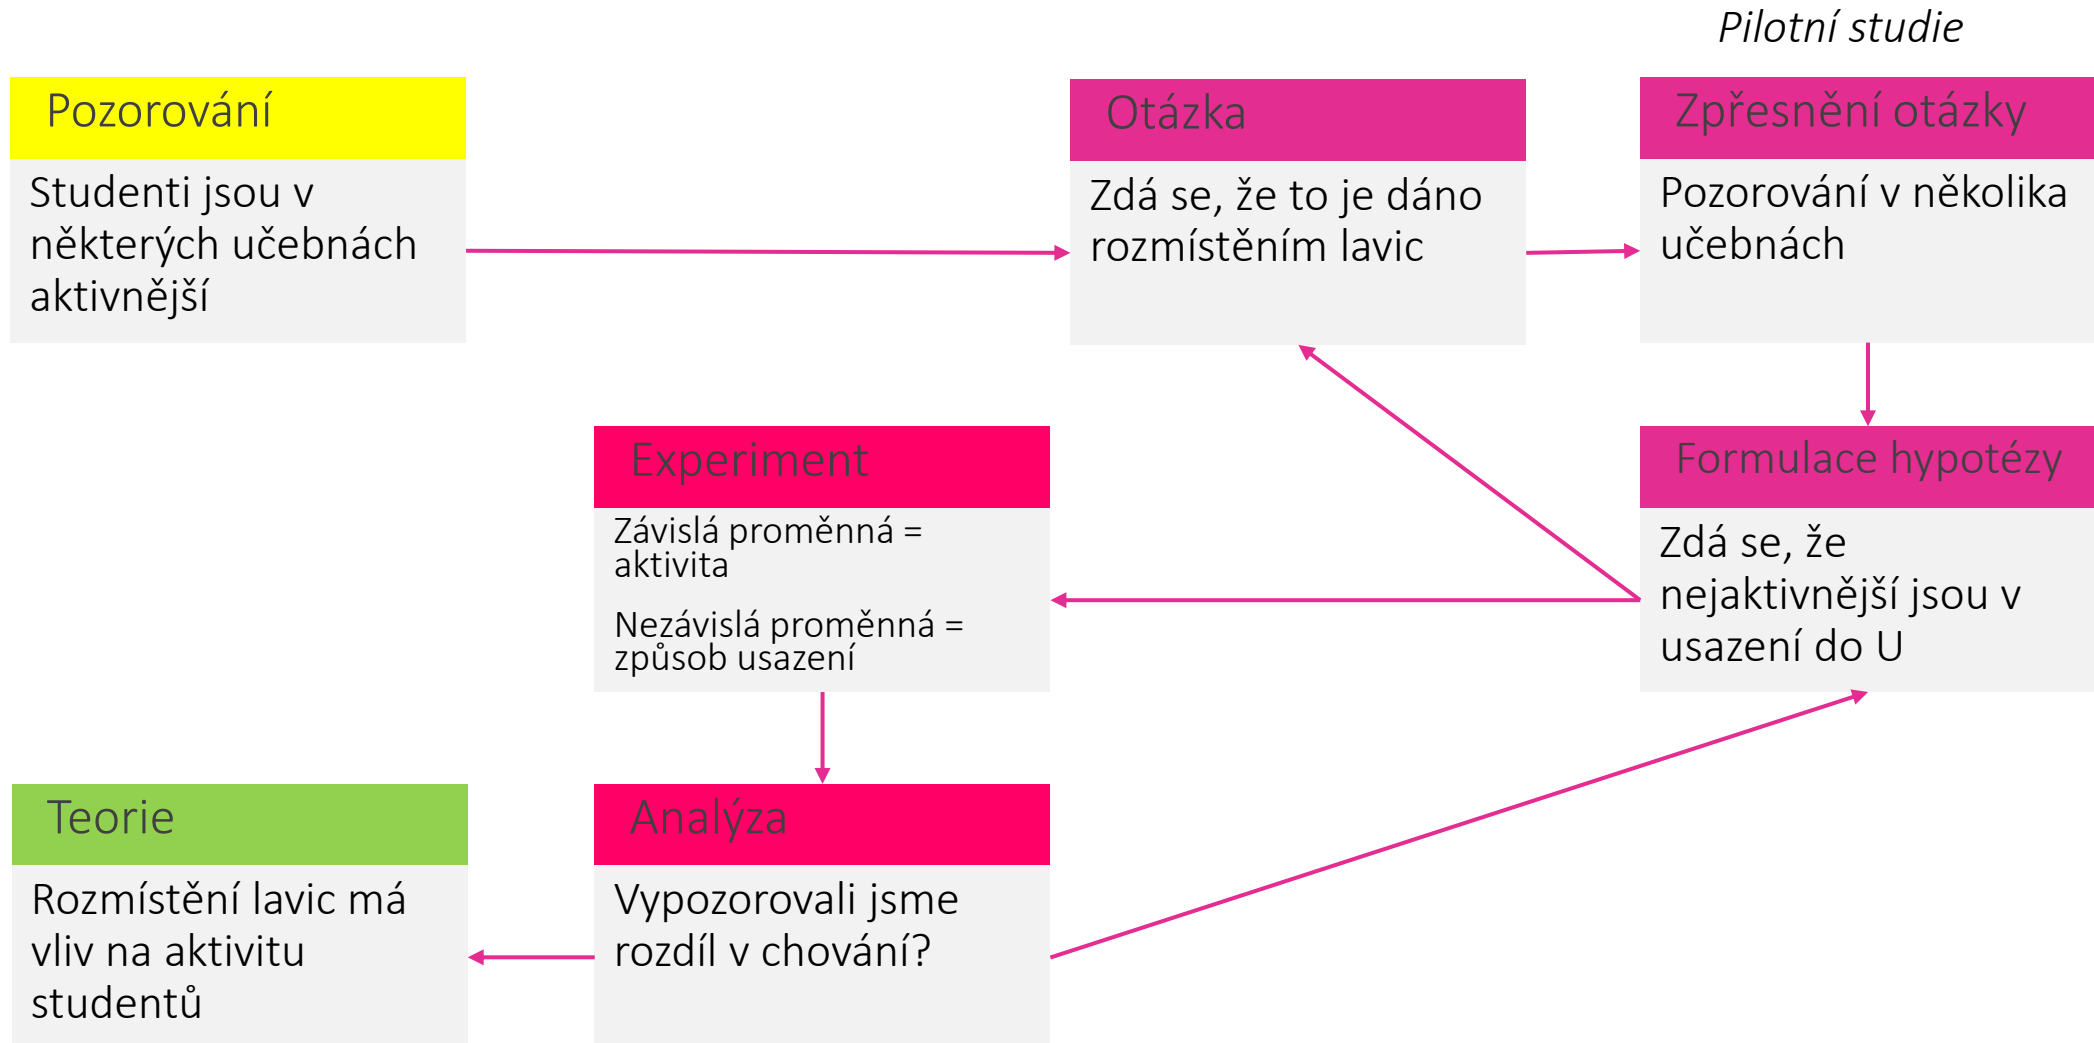 Pilotní studie
Pozorování
Studenti jsou v
některých učebnách
aktivnější
Otázka
Zdá se, že to je dáno
rozmístěním lavic
Zpřesnění otázky
Pozorování v několika
učebnách
Formulace hypotézy
Zdá se, že
nejaktivnější jsou v
usazení do U
Experiment
Závislá proměnná =
aktivita
Nezávislá proměnná =
způsob usazení
Analýza
Vypozorovali jsme
rozdíl v chování?
Teorie
Rozmístění lavic má
vliv na aktivitu
studentů